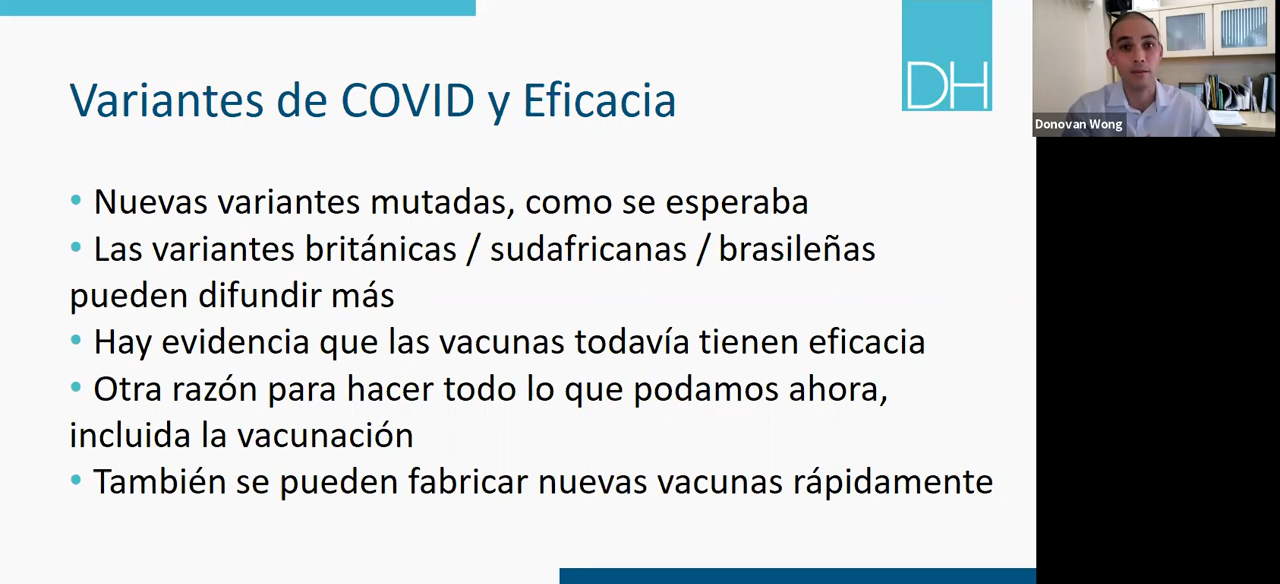 Variantes de COVID y Eficacia
DH
Donovan Wong
• Nuevas variantes mutadas, como se esperaba
• Las variantes británicas / sudafricanas / brasileñas
pueden difundir más
• Hay evidencia que las vacunas todavía tienen eficacia
• Otra razón para hacer todo lo que podamos ahora,
incluida la vacunación
• También se pueden fabricar nuevas vacunas rápidamente